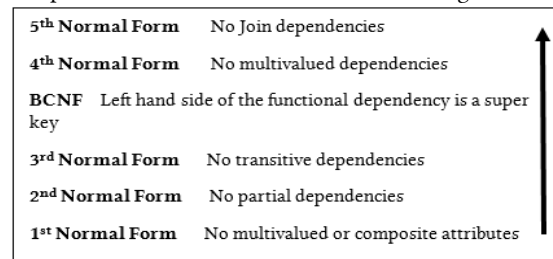 5th Normal Form No Join dependencies
4th Normal Form No multivalued dependencies
BCNF Left hand side of the functional dependency is a super
key
3rd Normal Form No transitive dependencies
2nd Normal Form No partial dependencies
1st Normal Form No multivalued or composite attributes